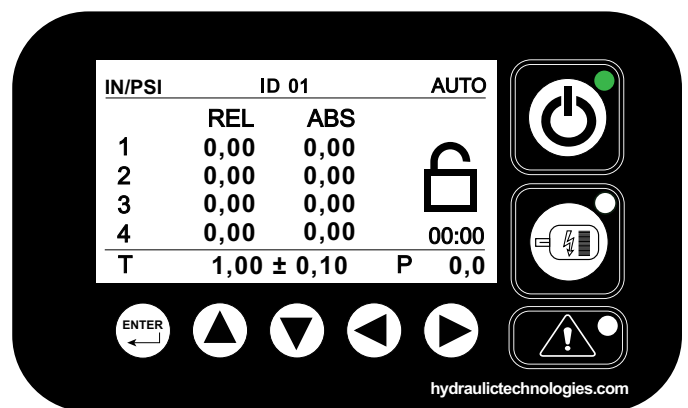 IN/PSI ID 01 AUTO
REL ABS
1 0,00 0,00
2 0,00 0,00
3 0,00 0,00
4 0,00 0,00 00:00
T 1,00 ± 0,10 P 0,0
ENTER
hydraulictechnologies.com